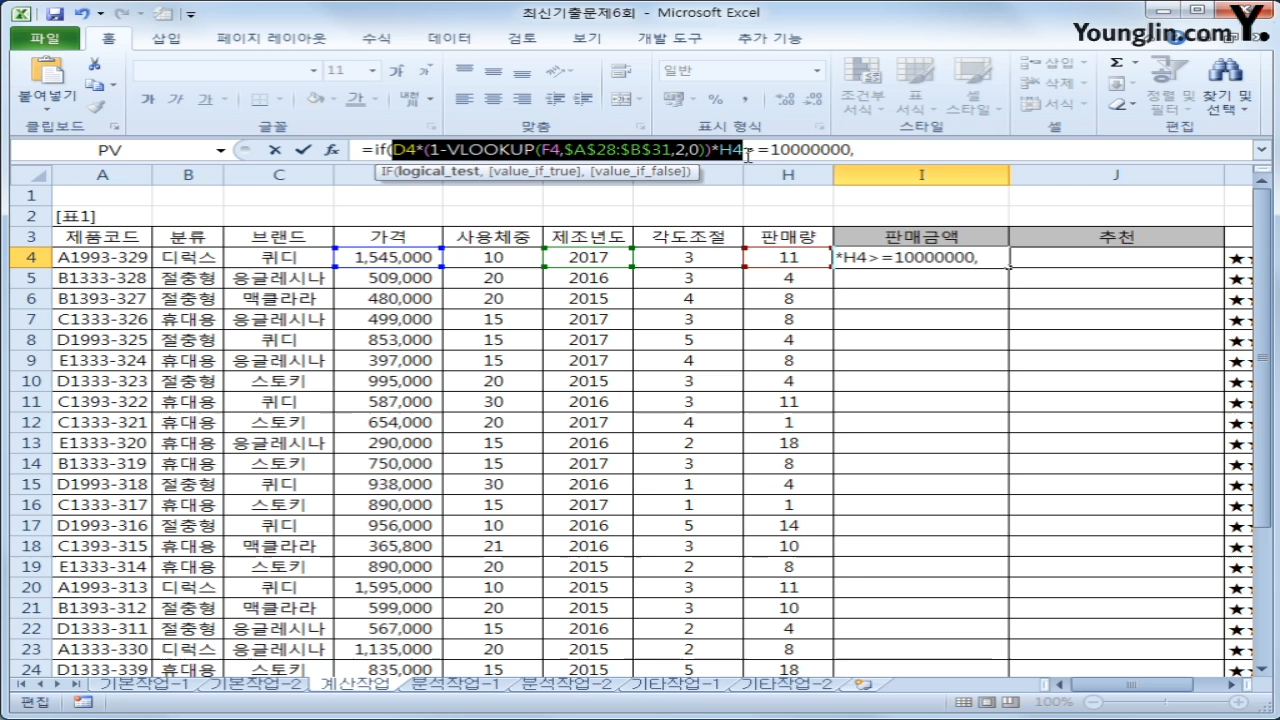 최신기출문제6회 - Microsoft Excel
Younglin.com Y.
파일 홈 삽입 페이지 레이아웃 수식 데이터 검토 보기 개발 도구 추가 기능
붙여넣기 11 가 가 일반 조건부 서식 표 서식 셀 스타일 삽입 삭제 서식 정렬 및 필터 찾기 및 선택
클립보드 글꼴 맞춤 표시 형식 스타일 셀 편집
PV =if(D4*(1-VLOOKUP(F4,$A$28:$B$31,2,0))*H4>=10000000,
IF(logical_test, [value_if_true], [value_if_false])
A B C H I J
1
2 [표1]
3 제품코드 분류 브랜드 가격 사용체중 제조년도 각도조절 판매량 판매금액 추천
4 A1993-329 디럭스 퀴디 1,545,000 10 2017 3 11 *H4>=10000000, ★
5 B1333-328 절충형 응글레시나 509,000 20 2016 3 4 ★
6 B1393-327 절충형 맥클라라 480,000 20 2015 4 8 ★
7 C1333-326 휴대용 응글레시나 499,000 15 2017 3 8 ★
8 D1993-325 절충형 퀴디 853,000 15 2017 5 4 ★
9 E1333-324 휴대용 응글레시나 397,000 15 2017 4 8 ★
10 D1333-323 절충형 스토키 995,000 20 2015 3 4 ★
11 C1393-322 휴대용 퀴디 587,000 30 2016 3 11 ★
12 C1333-321 휴대용 스토키 654,000 20 2017 4 1 ★
13 E1333-320 휴대용 응글레시나 290,000 15 2016 2 18 ★
14 B1333-319 휴대용 스토키 750,000 15 2017 3 8 ★
15 D1993-318 절충형 퀴디 938,000 30 2016 1 4 ★
16 C1333-317 휴대용 스토키 890,000 15 2017 1 1 ★
17 D1993-316 절충형 퀴디 956,000 10 2016 5 14 ★
18 C1393-315 휴대용 맥클라라 365,800 21 2016 3 10 ★
19 E1333-314 휴대용 스토키 890,000 20 2015 2 8 ★
20 A1993-313 디럭스 퀴디 1,595,000 10 2015 3 11 ★
21 B1393-312 절충형 맥클라라 599,000 20 2015 3 10 ★
22 D1333-311 절충형 응글레시나 567,000 15 2016 2 4 ★
23 A1333-330 디럭스 응글레시나 1,135,000 20 2015 2 8 ★
24 D1333-339 휴대용 스토키 835,000 15 2015 5 18 ★
기본작업-1 기본작업-2 계산작업 분석작업-1 분석작업-2 기타작업-1 기타작업-2
편집 100%